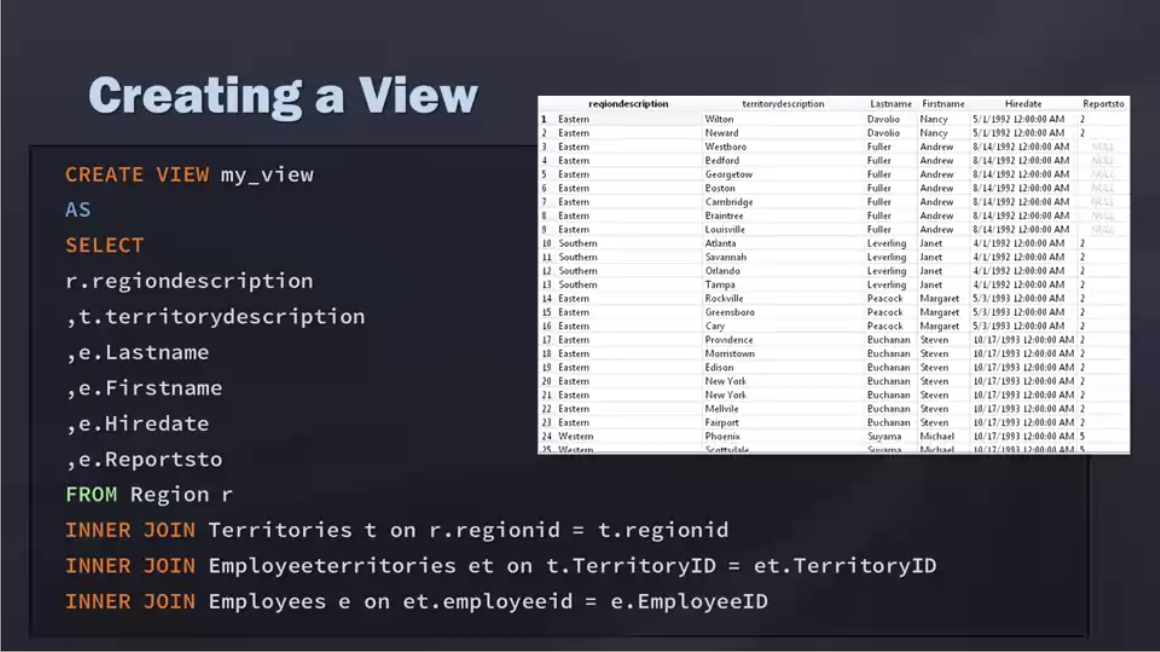 Creating a View
CREATE VIEW my_view
AS
SELECT
r.regiondescription
,t.territorydescription
,e.Lastname
,e.Firstname
,e.Hiredate
,e.Reportsto
FROM Region r
INNER JOIN Territories t on r.regionid = t.regionid
INNER JOIN Employeeterritories et on t.TerritoryID = et.TerritoryID
INNER JOIN Employees e on et.employeeid = e.EmployeeID
regiondescription territorydescription Lastname Firstname Hiredate Reportsto
1 Eastern Wilton Davolio Nancy 5/1/1992 12:00:00 AM 2
2 Eastern Neward Davolio Nancy 5/1/1992 12:00:00 AM 2
3 Eastern Westboro Fuller Andrew 8/14/1992 12:00:00 AM NULL
4 Eastern Bedford Fuller Andrew 8/14/1992 12:00:00 AM NULL
5 Eastern Georgetow Fuller Andrew 8/14/1992 12:00:00 AM NULL
6 Eastern Boston Fuller Andrew 8/14/1992 12:00:00 AM NULL
7 Eastern Cambridge Fuller Andrew 8/14/1992 12:00:00 AM NULL
8 Eastern Braintree Fuller Andrew 8/14/1992 12:00:00 AM NULL
9 Eastern Louisville Fuller Andrew 8/14/1992 12:00:00 AM NULL
10 Southern Atlanta Leverling Janet 4/1/1992 12:00:00 AM 2
11 Southern Savannah Leverling Janet 4/1/1992 12:00:00 AM 2
12 Southern Orlando Leverling Janet 4/1/1992 12:00:00 AM 2
13 Southern Tampa Leverling Janet 4/1/1992 12:00:00 AM 2
14 Eastern Rockville Peacock Margaret 5/3/1993 12:00:00 AM 2
15 Eastern Greensboro Peacock Margaret 5/3/1993 12:00:00 AM 2
16 Eastern Cary Peacock Margaret 5/3/1993 12:00:00 AM 2
17 Eastern Providence Buchanan Steven 10/17/1993 12:00:00 AM 2
18 Eastern Morristown Buchanan Steven 10/17/1993 12:00:00 AM 2
19 Eastern Edison Buchanan Steven 10/17/1993 12:00:00 AM 2
20 Eastern New York Buchanan Steven 10/17/1993 12:00:00 AM 2
21 Eastern New York Buchanan Steven 10/17/1993 12:00:00 AM 2
22 Eastern Mellvile Buchanan Steven 10/17/1993 12:00:00 AM 2
23 Eastern Fairport Buchanan Steven 10/17/1993 12:00:00 AM 2
24 Western Phoenix Suyama Michael 10/17/1993 12:00:00 AM 5
25 Western Scottsdale Suyama Michael 10/17/1993 12:00:00 AM 5